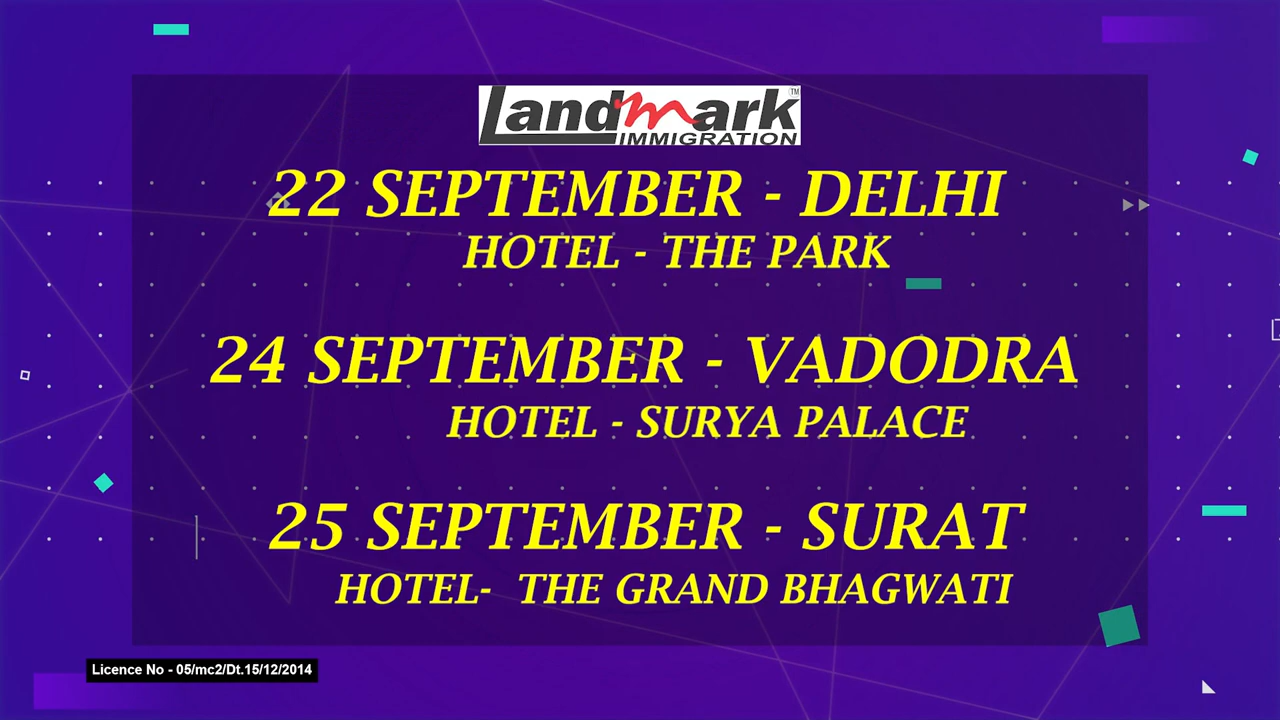 Landmark TM
IMMIGRATION
22 SEPTEMBER - DELHI
HOTEL - THE PARK
24 SEPTEMBER - VADODRA
HOTEL - SURYA PALACE
25 SEPTEMBER - SURAT
HOTEL- THE GRAND BHAGWATI
Licence No - 05/mc2/Dt.15/12/2014